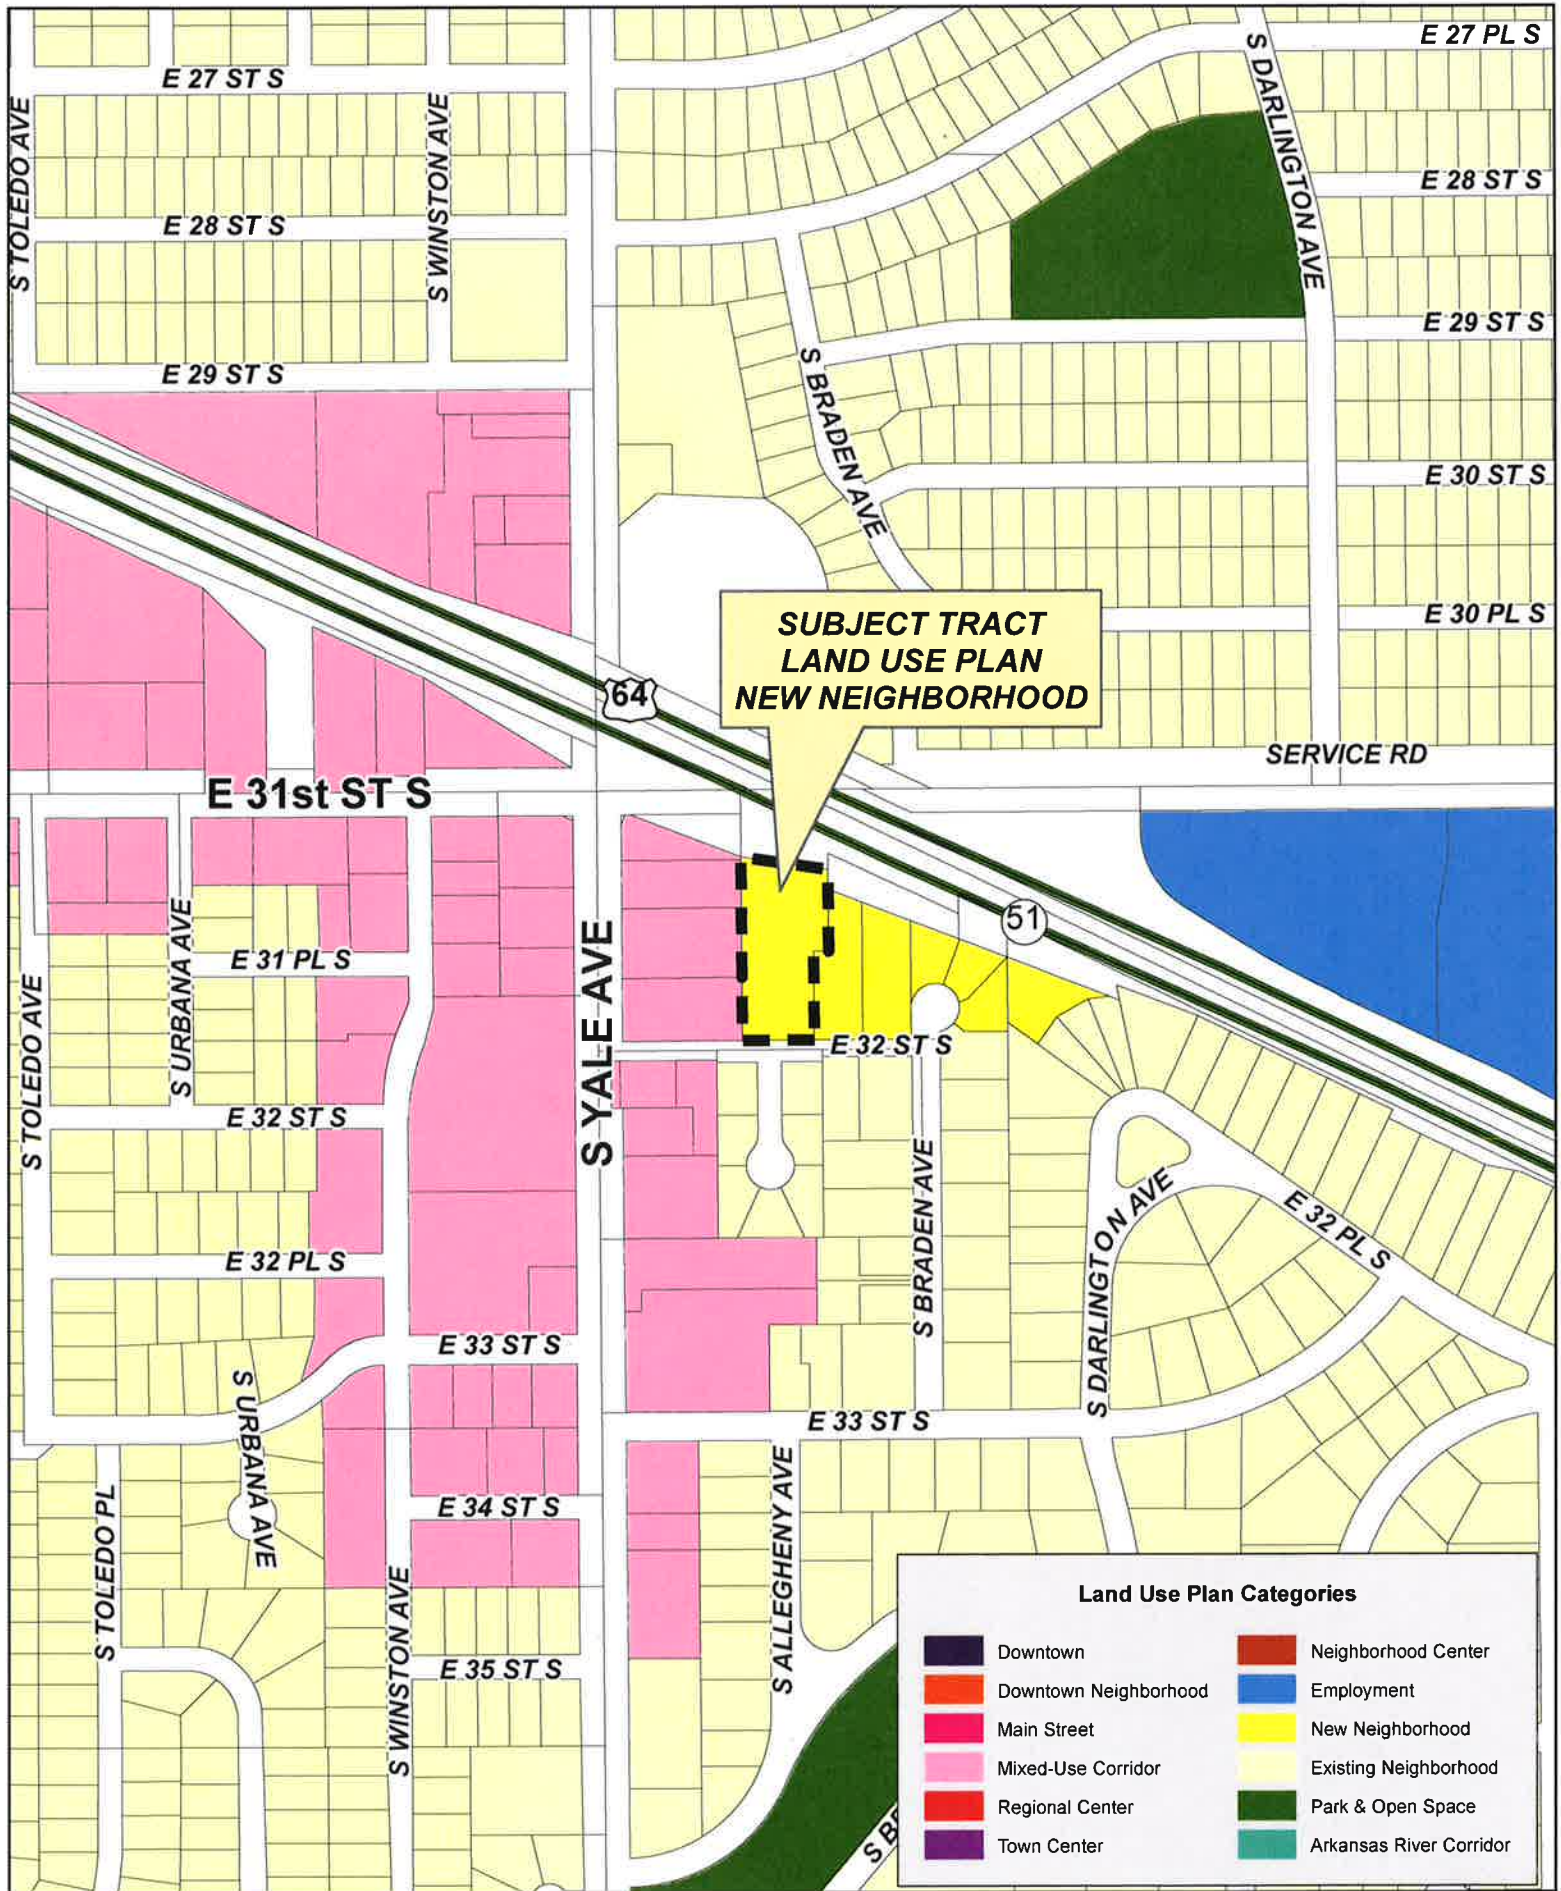 E 27 PL S
E 27 ST S
S DARLINGTON AVE
S TOLEDO AVE
S WINSTON AVE
E 28 ST S
E 28 ST S
E 29 ST S
E 29 ST S
S BRADEN AVE
E 30 ST S
SUBJECT TRACT
LAND USE PLAN
NEW NEIGHBORHOOD
E 30 PL S
64
SERVICE RD
E 31st ST S
51
S YALE AVE
S URBANA AVE
E 31 PL S
S TOLEDO AVE
E 32 ST S
E 32 ST S
S BRADEN AVE
S DARLINGTON AVE
E 32 PL S
E 32 PL S
E 33 ST S
S URBANA AVE
E 33 ST S
S ALLEGHENY AVE
S TOLEDO PL
E 34 ST S
S WINSTON AVE
E 35 ST S
Land Use Plan Categories
Downtown
Downtown Neighborhood
Main Street
Mixed-Use Corridor
Regional Center
Town Center
Neighborhood Center
Employment
New Neighborhood
Existing Neighborhood
Park & Open Space
Arkansas River Corridor